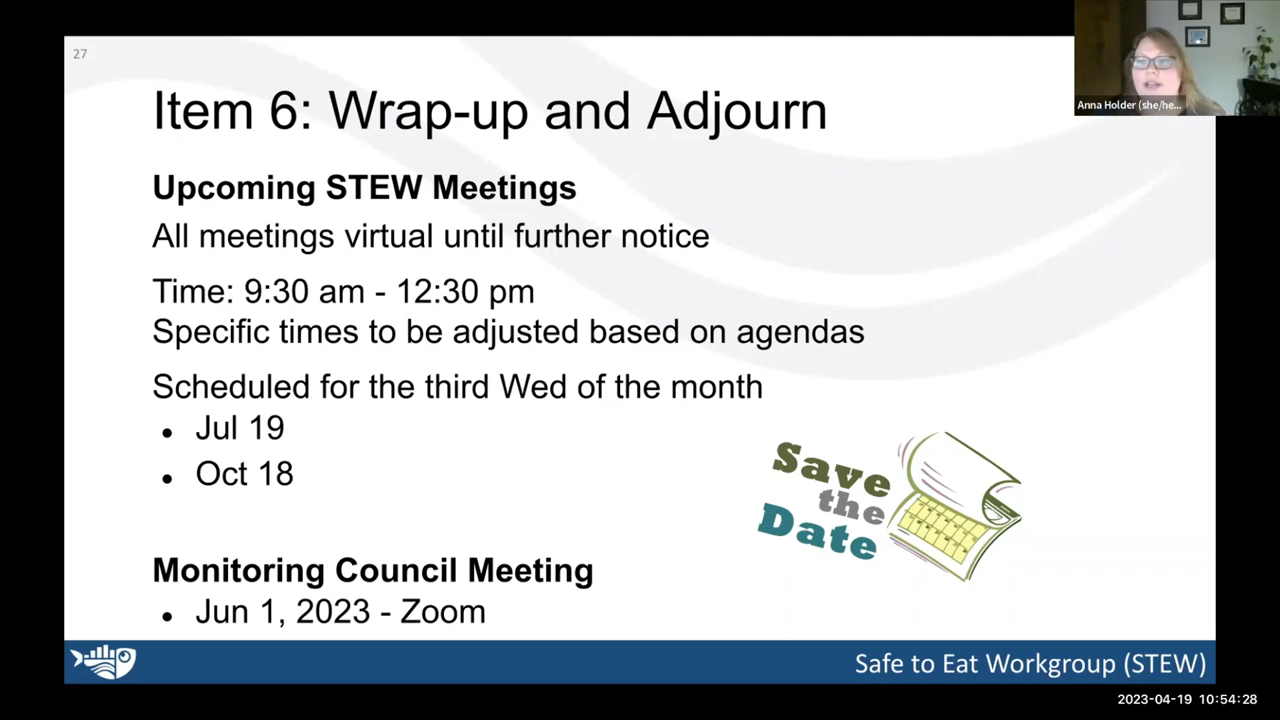 27
Item 6: Wrap-up and Adjourn
Upcoming STEW Meetings
All meetings virtual until further notice
Time: 9:30 am - 12:30 pm
Specific times to be adjusted based on agendas
Scheduled for the third Wed of the month
• Jul 19
• Oct 18
Save
the
Date
Monitoring Council Meeting
• Jun 1, 2023 - Zoom
Safe to Eat Workgroup (STEW)
Anna Holder (she/he...
2023-04-19 10:54:28